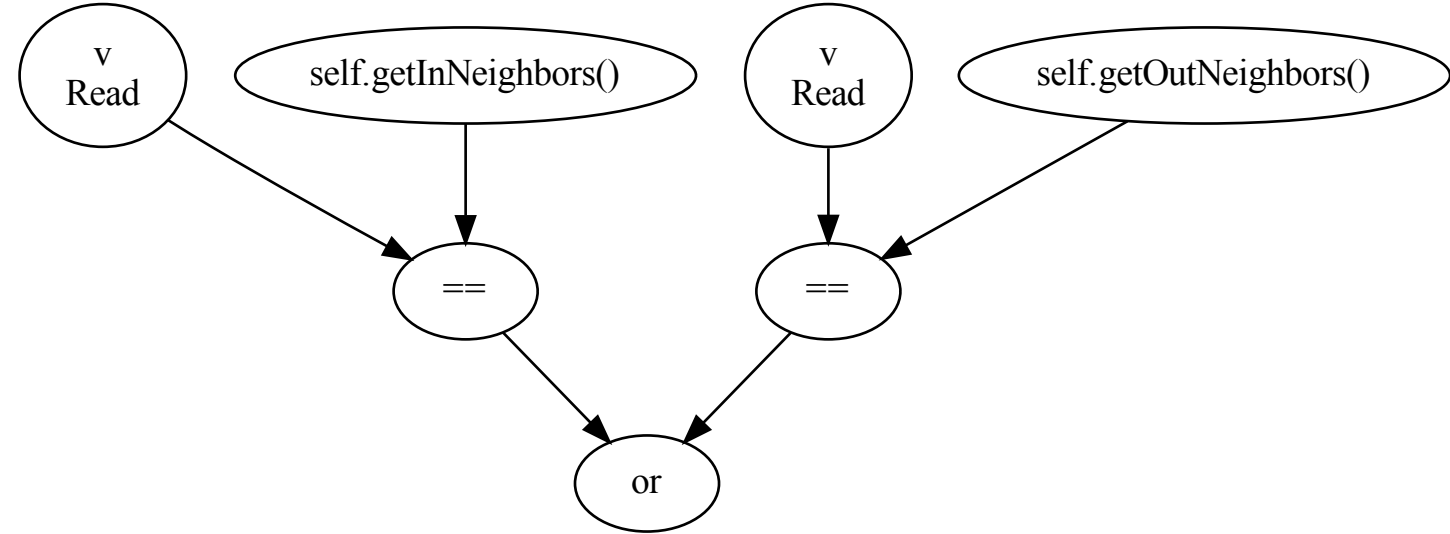 v
Read
self.getInNeighbors()
v
Read
self.getOutNeighbors()
==
==
or